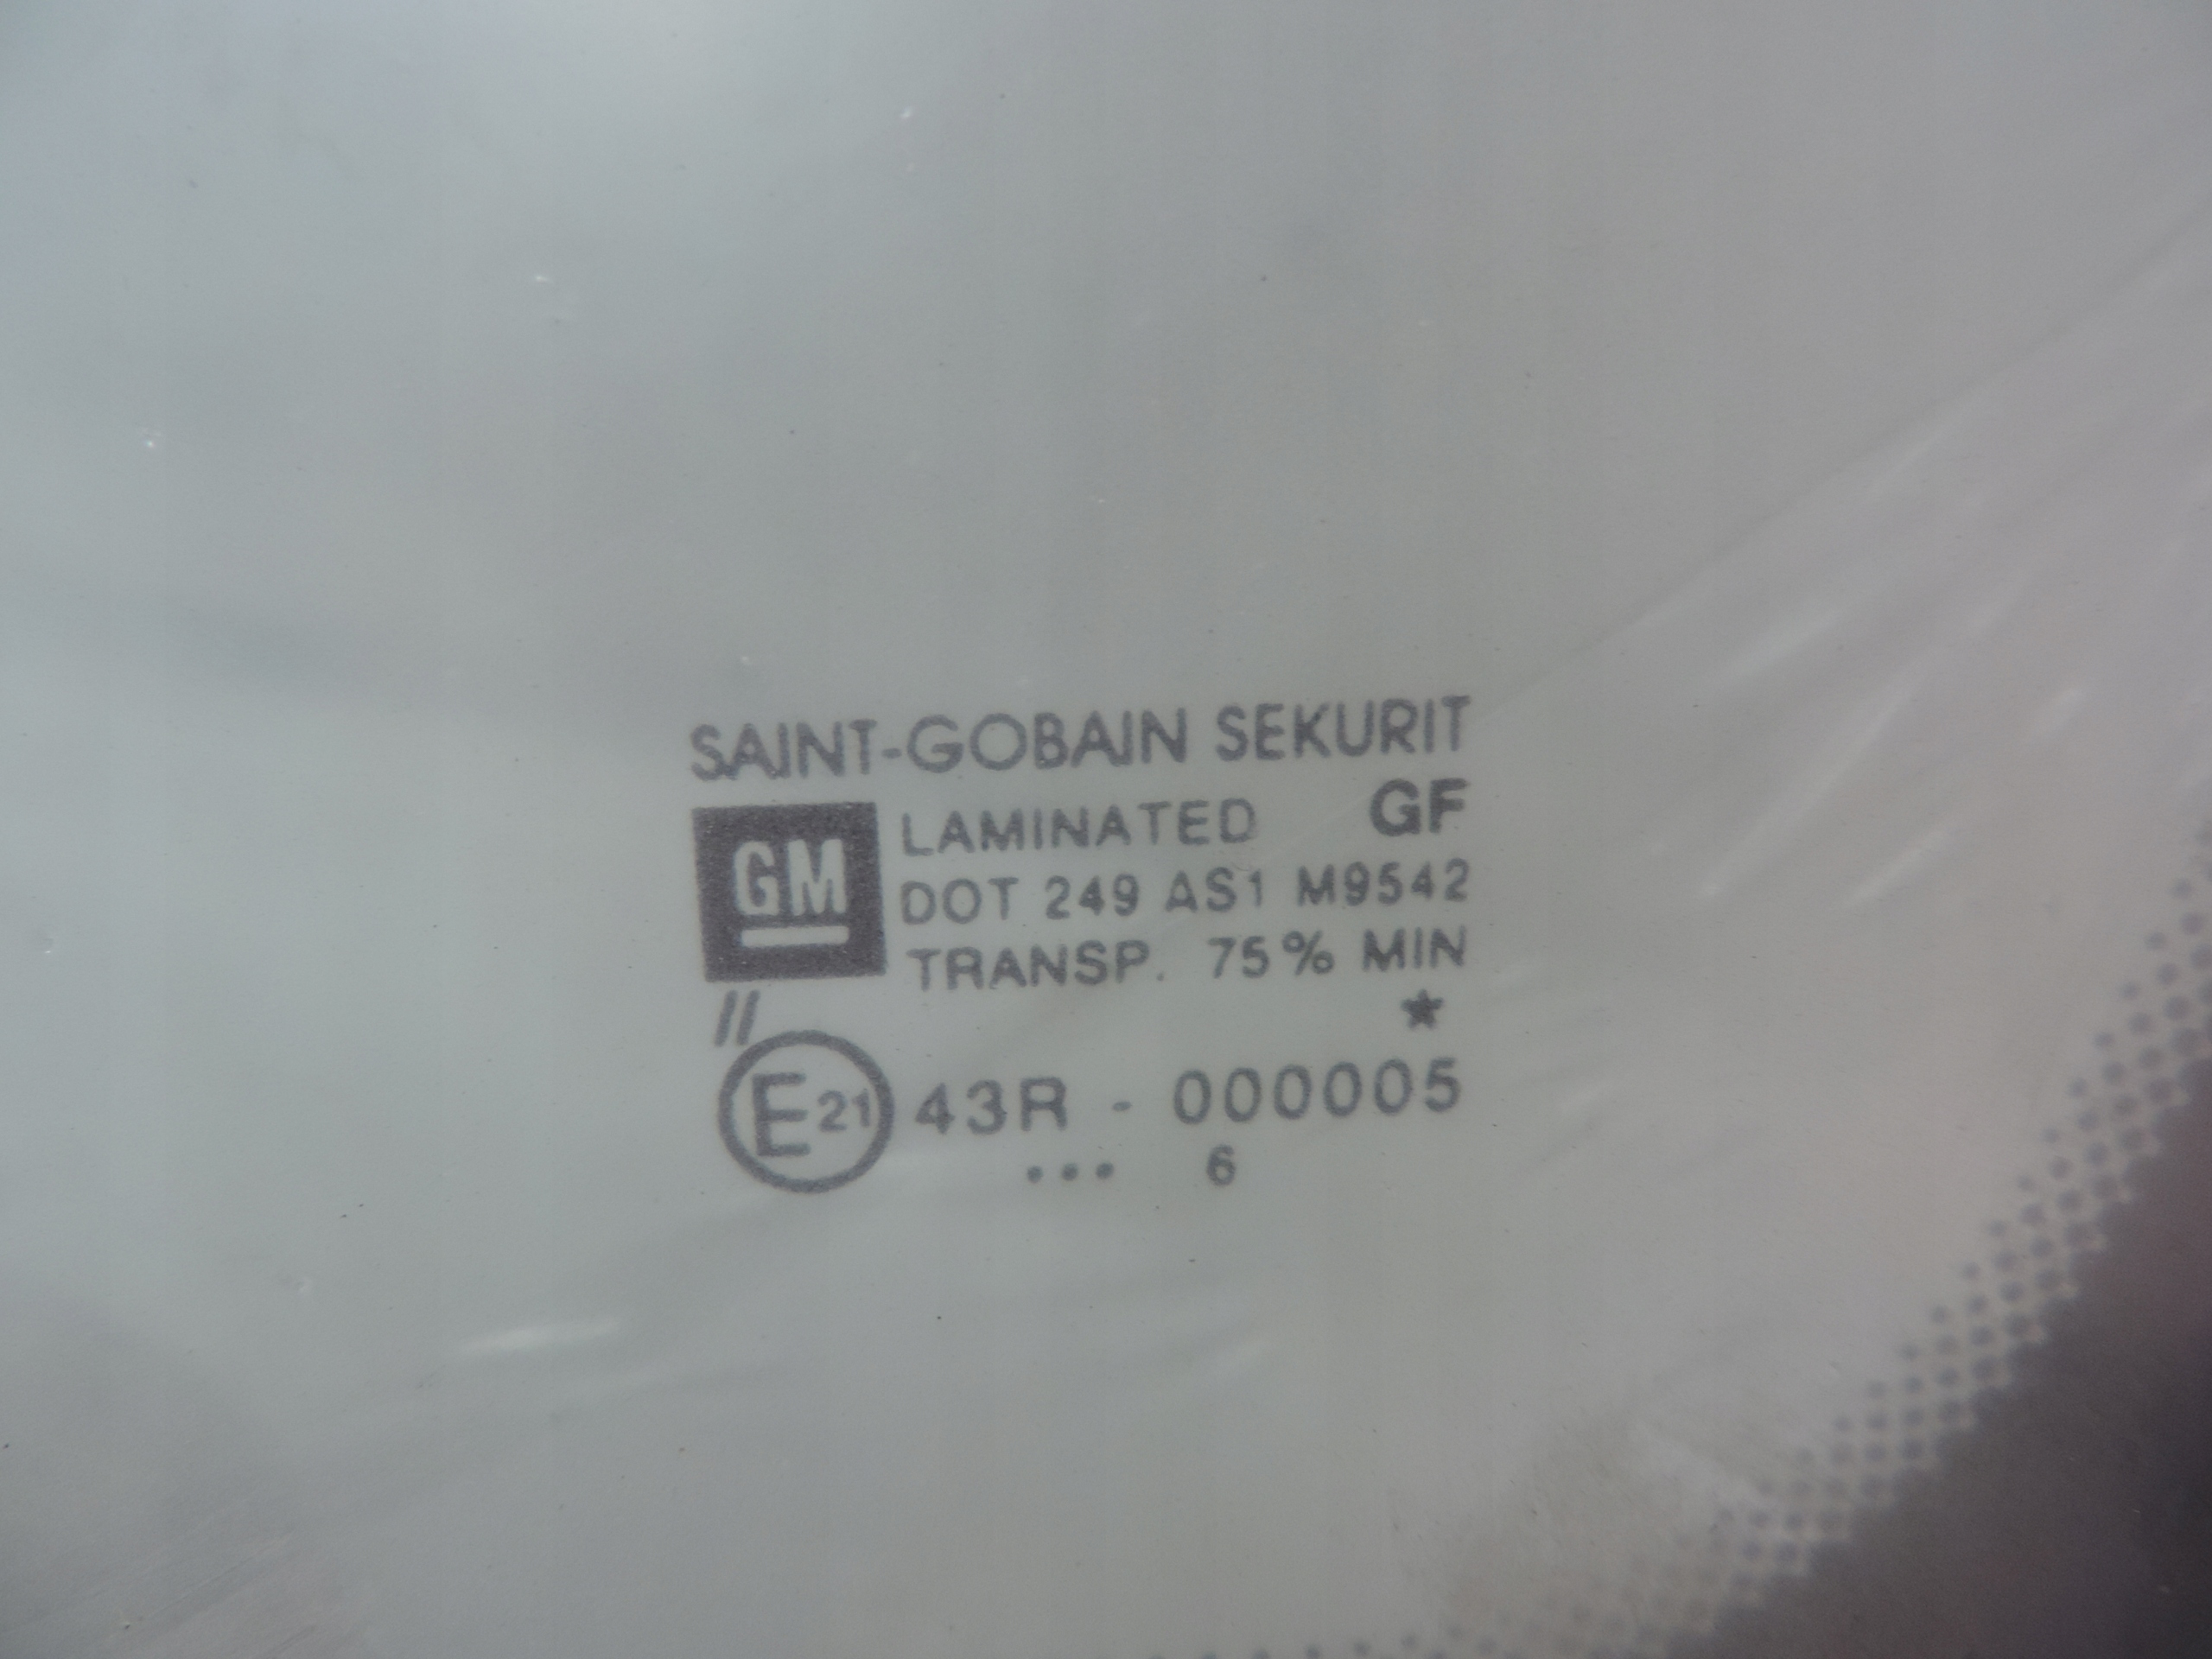 SAINT-GOBAIN SEKURIT
GM
LAMINATED GF
DOT 249 AS1 M9542
TRANSP. 75% MIN
// ★
E21 43R - 000005
••• 6